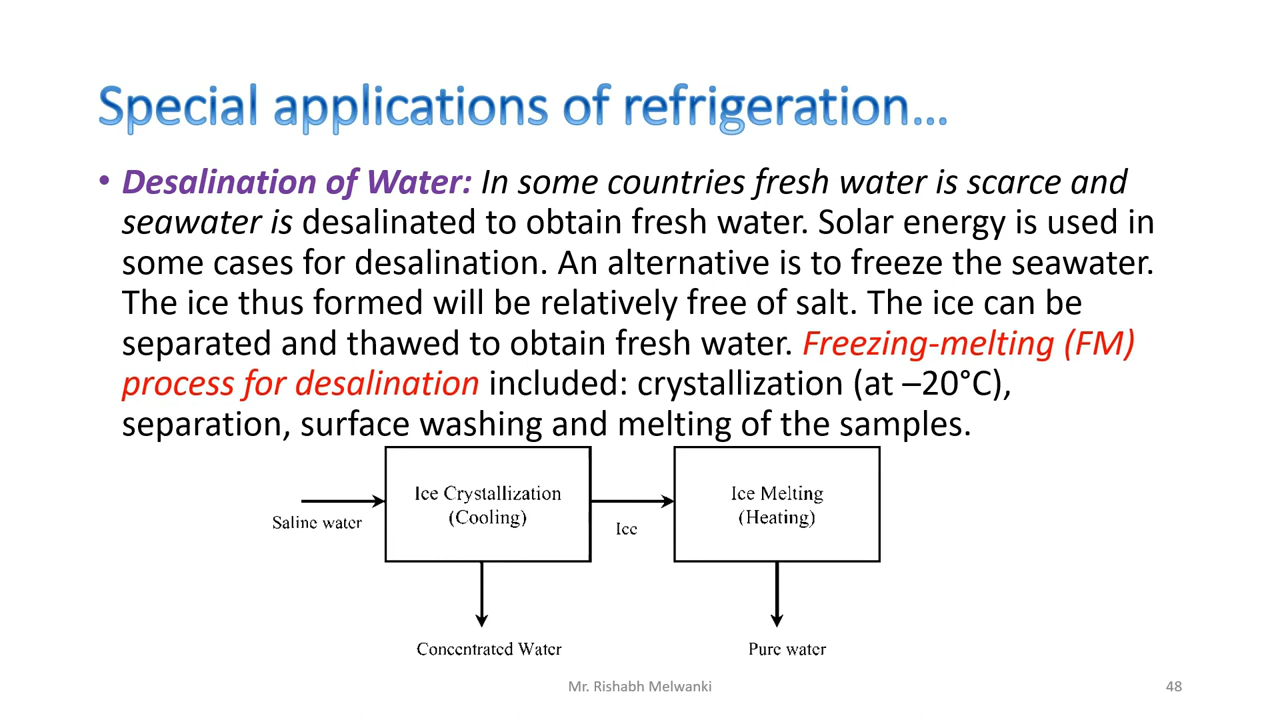 Special applications of refrigeration…
• Desalination of Water: In some countries fresh water is scarce and
seawater is desalinated to obtain fresh water. Solar energy is used in
some cases for desalination. An alternative is to freeze the seawater.
The ice thus formed will be relatively free of salt. The ice can be
separated and thawed to obtain fresh water. Freezing-melting (FM)
process for desalination included: crystallization (at –20°C),
separation, surface washing and melting of the samples.
Saline water
Ice Crystallization
(Cooling)
Ice
Ice Melting
(Heating)
Concentrated Water
Pure water
Mr. Rishabh Melwanki
48